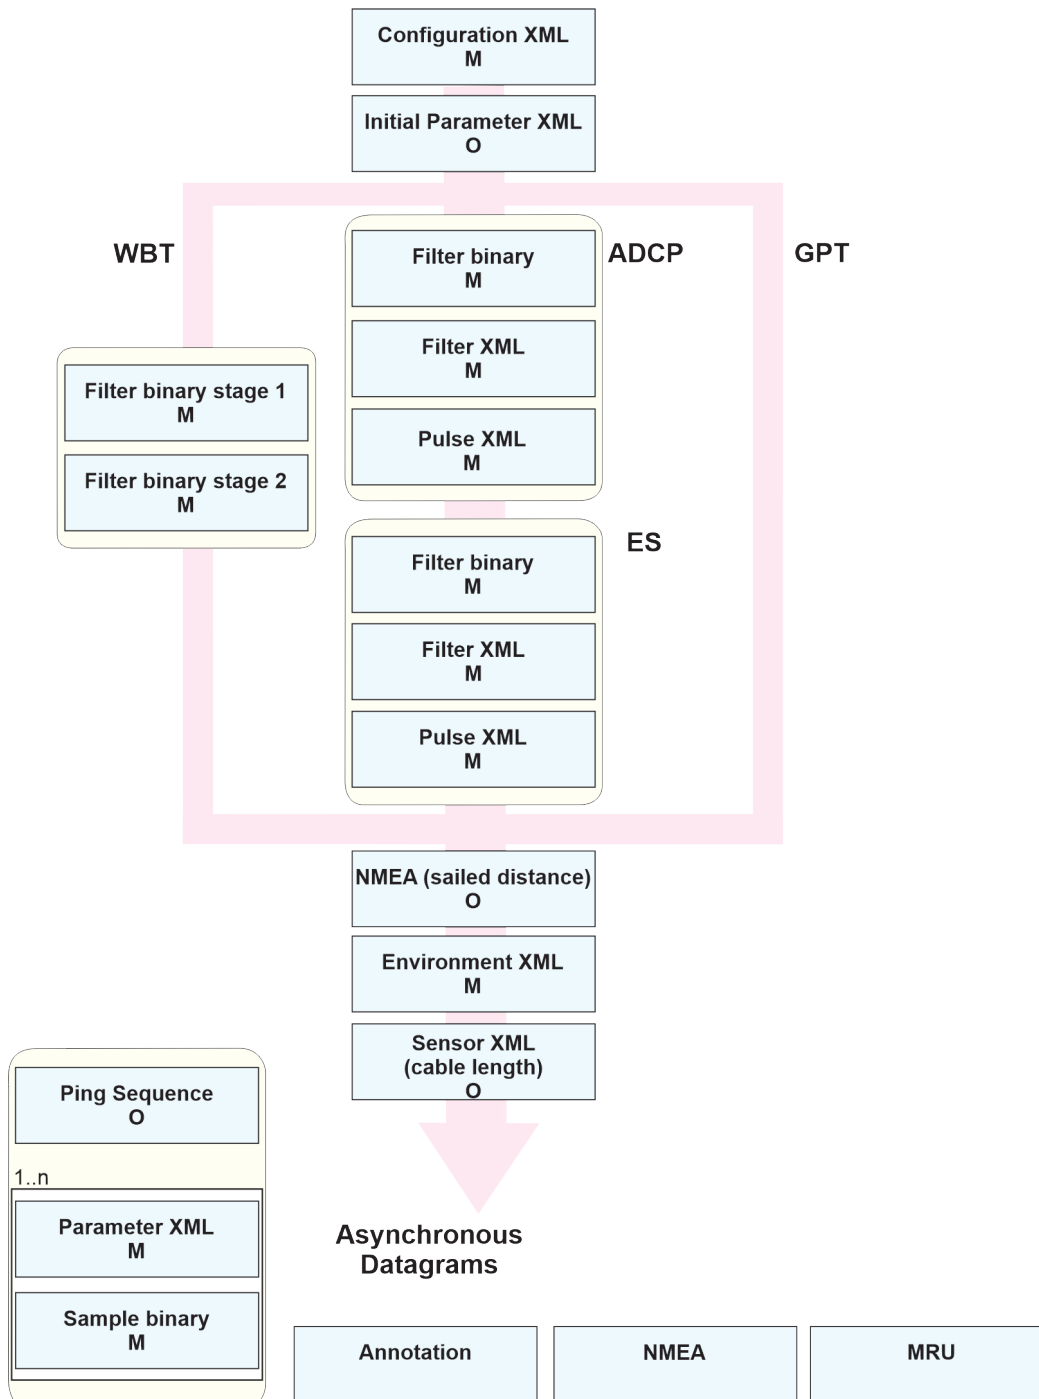 Configuration XML
M
Initial Parameter XML
O
WBT
ADCP
GPT
Filter binary
M
Filter XML
M
Pulse XML
M
Filter binary stage 1
M
Filter binary stage 2
M
ES
Filter binary
M
Filter XML
M
Pulse XML
M
NMEA (sailed distance)
O
Environment XML
M
Sensor XML
(cable length)
O
Ping Sequence
O
1..n
Parameter XML
M
Sample binary
M
Asynchronous
Datagrams
Annotation
NMEA
MRU